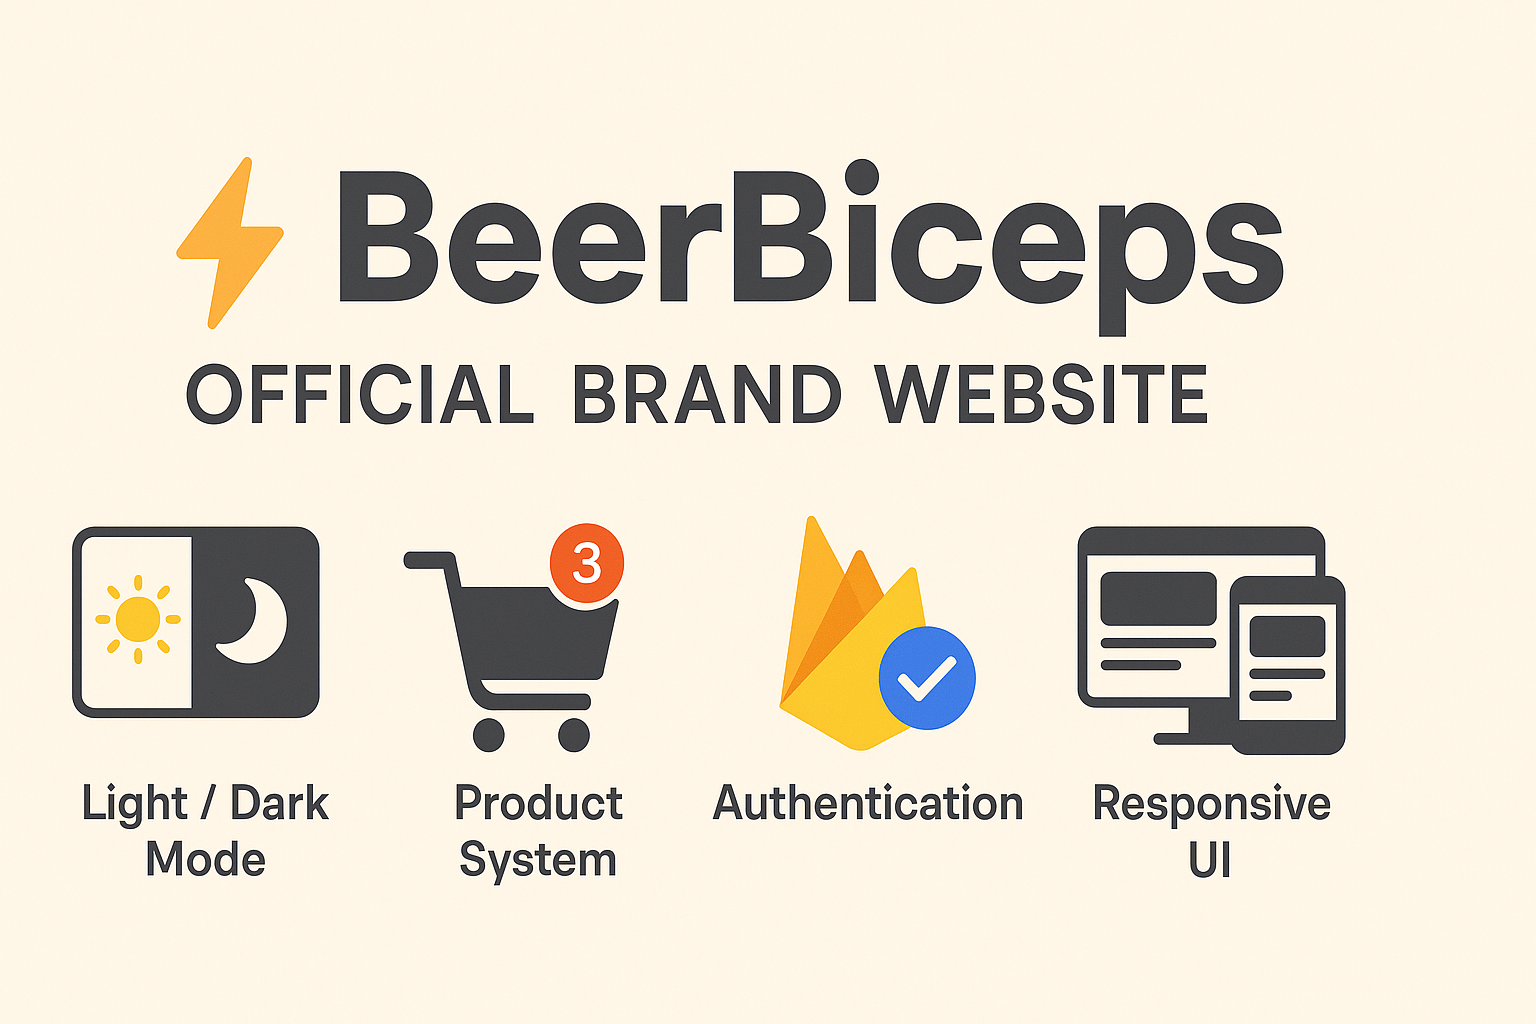 BeerBiceps
OFFICIAL BRAND WEBSITE
3
Light / Dark
Mode
Product
System
Authentication
Responsive
UI